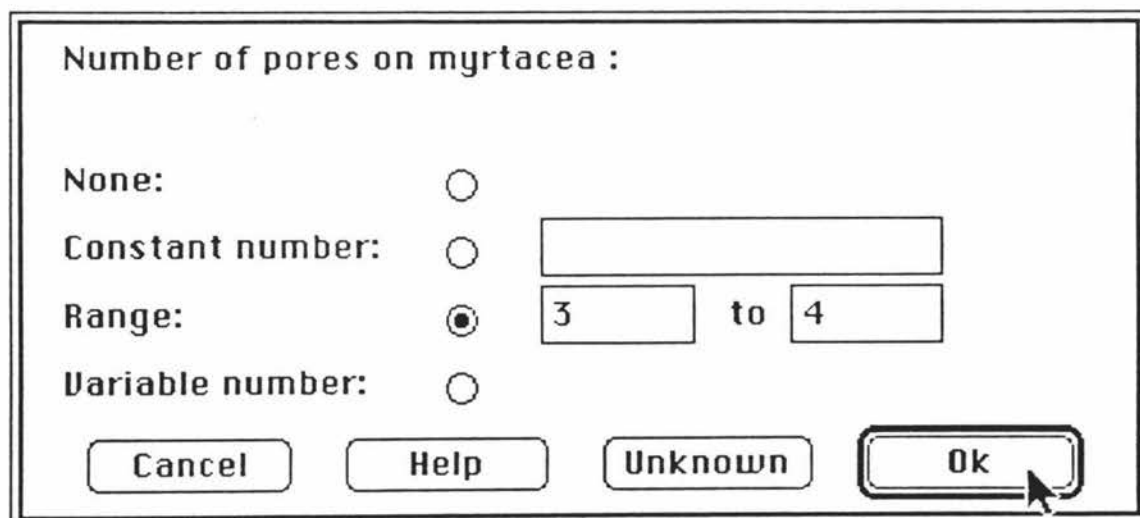 Number of pores on myrtacea :
None:
Constant number:
Range: 3 to 4
Variable number:
Cancel Help Unknown Ok